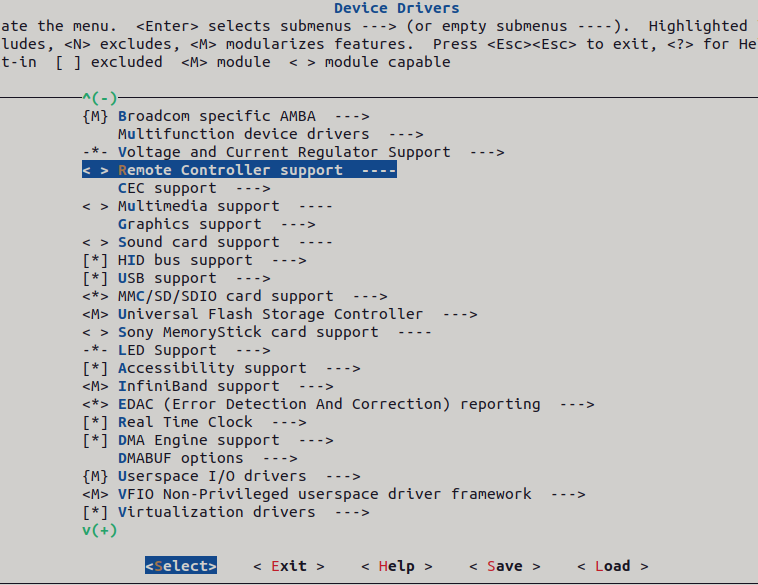 Device Drivers
ate the menu.  <Enter> selects submenus ---> (or empty submenus ----).  Highlighted
ludes, <N> excludes, <M> modularizes features.  Press <Esc><Esc> to exit, <?> for He
t-in  [ ] excluded  <M> module  < > module capable
^(-)
{M} Broadcom specific AMBA  --->
    Multifunction device drivers  --->
-*- Voltage and Current Regulator Support  --->
< > Remote Controller support  ----
    CEC support  --->
< > Multimedia support  ----
    Graphics support  --->
< > Sound card support  ----
[*] HID bus support  --->
[*] USB support  --->
<*> MMC/SD/SDIO card support  --->
<M> Universal Flash Storage Controller  --->
< > Sony MemoryStick card support  ----
-*- LED Support  --->
[*] Accessibility support  --->
<M> InfiniBand support  --->
<*> EDAC (Error Detection And Correction) reporting  --->
[*] Real Time Clock  --->
[*] DMA Engine support  --->
    DMABUF options  --->
{M} Userspace I/O drivers  --->
<M> VFIO Non-Privileged userspace driver framework  --->
[*] Virtualization drivers  --->
v(+)
<Select>    < Exit >    < Help >    < Save >    < Load >